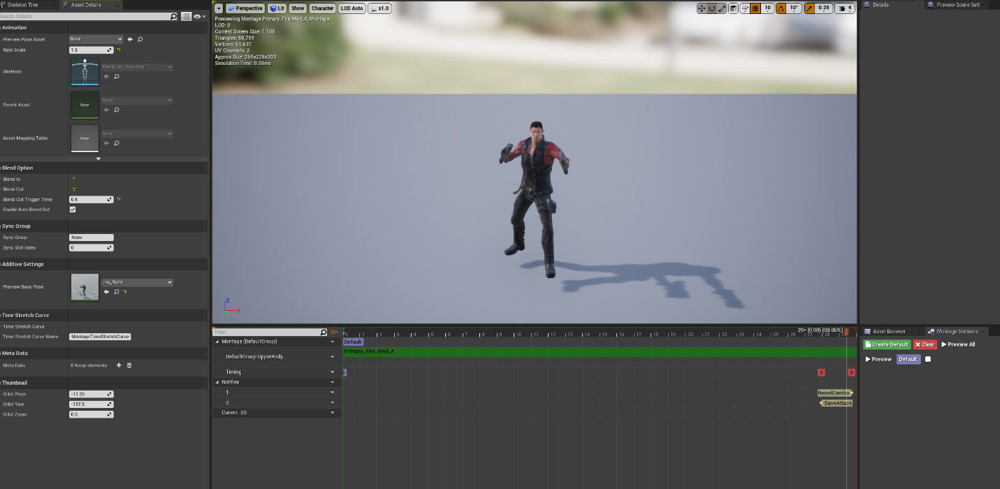 Skeleton Tree
Asset Details
Search Details
Animation
Preview Pose Asset
None
Rate Scale
1.5
Skeleton
TwinBlast_Skeleton
Parent Asset
None
None
Asset Mapping Table
None
None
Blend Option
Blend In
Blend Out
Blend Out Trigger Time
0.4
Enable Auto Blend Out
Sync Group
Sync Group
None
Sync Slot Index
0
Additive Settings
Preview Base Pose
Jog_Right
Time Stretch Curve
Time Stretch Curve
Time Stretch Curve Name
MontageTimeStretchCurve
Meta Data
Meta Data
0 Array elements
Thumbnail
Orbit Pitch
-11.25
Orbit Yaw
-157.5
Orbit Zoom
0.0
Perspective
Lit
Show
Character
LOD Auto
x1.0
10
10°
0.25
4
Previewing Montage Primary_Fire_Med_A_Montage
LOD: 0
Current Screen Size: 1.108
Triangles: 88,799
Vertices: 61,637
UV Channels: 2
Approx Size: 259x228x303
Simulation Time: 0.05ms
Z
X
Filter
29*
29* (0.98) (98.06%)
0 1 2 3 4 5 6 7 8 9 10 11 12 13 14 15 16 17 18 19 20 21 22 23 24 25 26 27 28
Montage (DefaultGroup)
Default
Primary_Fire_Med_A
DefaultGroup.UpperBody
Timing
1
2
Notifies
1
ResetCombo
2
SaveAttack
Curves (0)
Details
Preview Scene Sett
Asset Browser
Montage Sections
Create Default
Clear
Preview All
Preview
Default